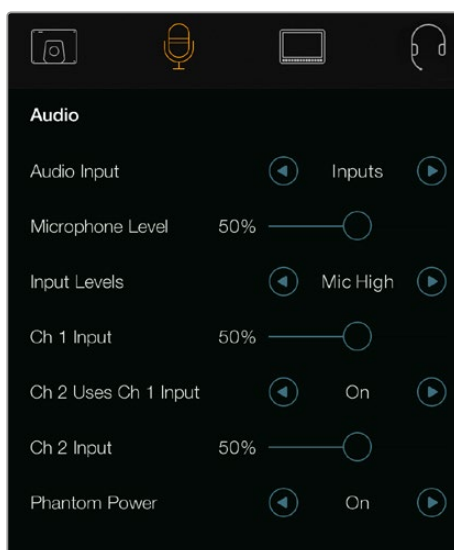 Audio
Audio Input Inputs
Microphone Level 50%
Input Levels Mic High
Ch 1 Input 50%
Ch 2 Uses Ch 1 Input On
Ch 2 Input 50%
Phantom Power On